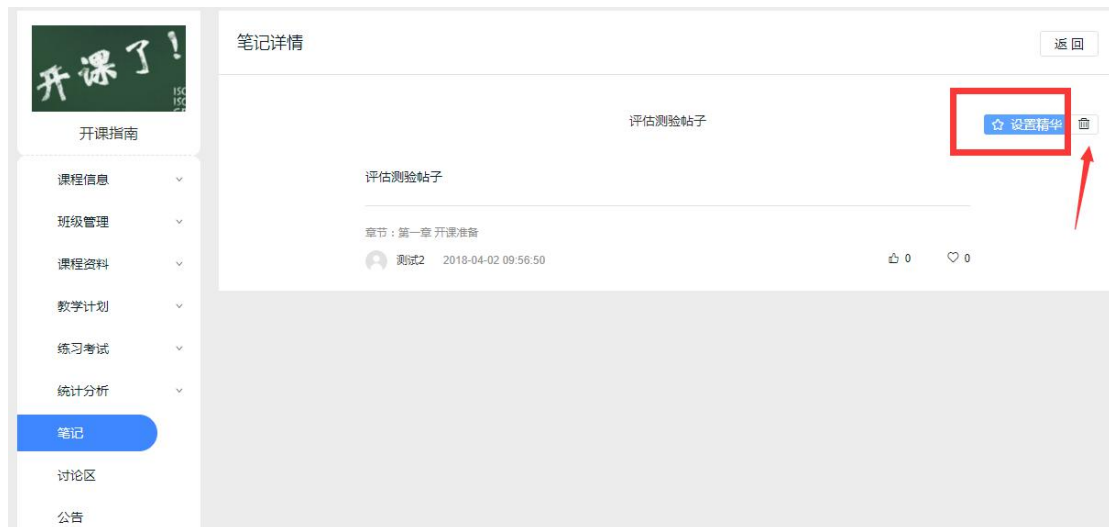 开课了!
ISO
ISO
开课指南
课程信息
班级管理
课程资料
教学计划
练习考试
统计分析
笔记
讨论区
公告
笔记详情
返回
评估测验帖子
设置精华
评估测验帖子
章节:第一章 开课准备
测试2 2018-04-02 09:56:50
0 0